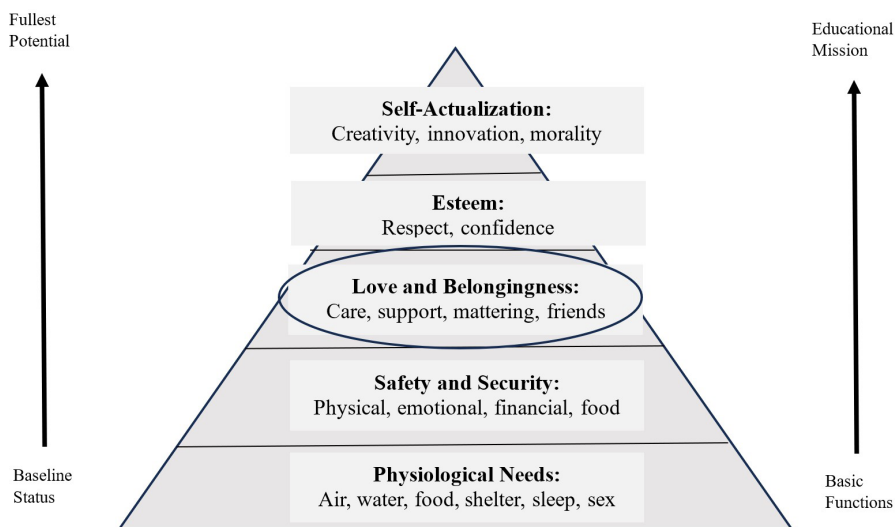 Fullest
Potential
Educational
Mission
Self-Actualization:
Creativity, innovation, morality
Esteem:
Respect, confidence
Love and Belongingness:
Care, support, mattering, friends
Safety and Security:
Physical, emotional, financial, food
Baseline
Status
Physiological Needs:
Air, water, food, shelter, sleep, sex
Basic
Functions